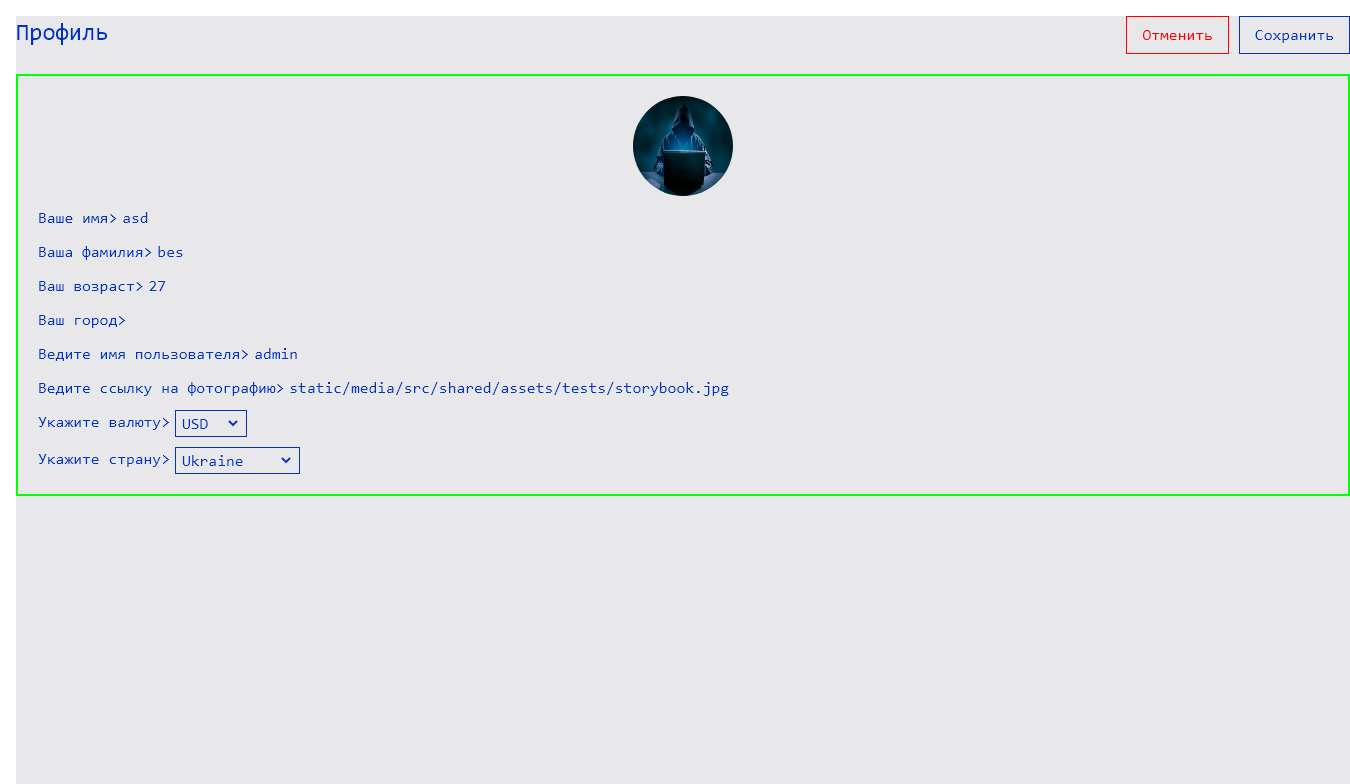 Профиль
Отменить
Сохранить
Ваше имя> asd
Ваша фамилия> bes
Ваш возраст> 27
Ваш город>
Ведите имя пользователя> admin
Ведите ссылку на фотографию> static/media/src/shared/assets/tests/storybook.jpg
Укажите валюту> USD
Укажите страну> Ukraine